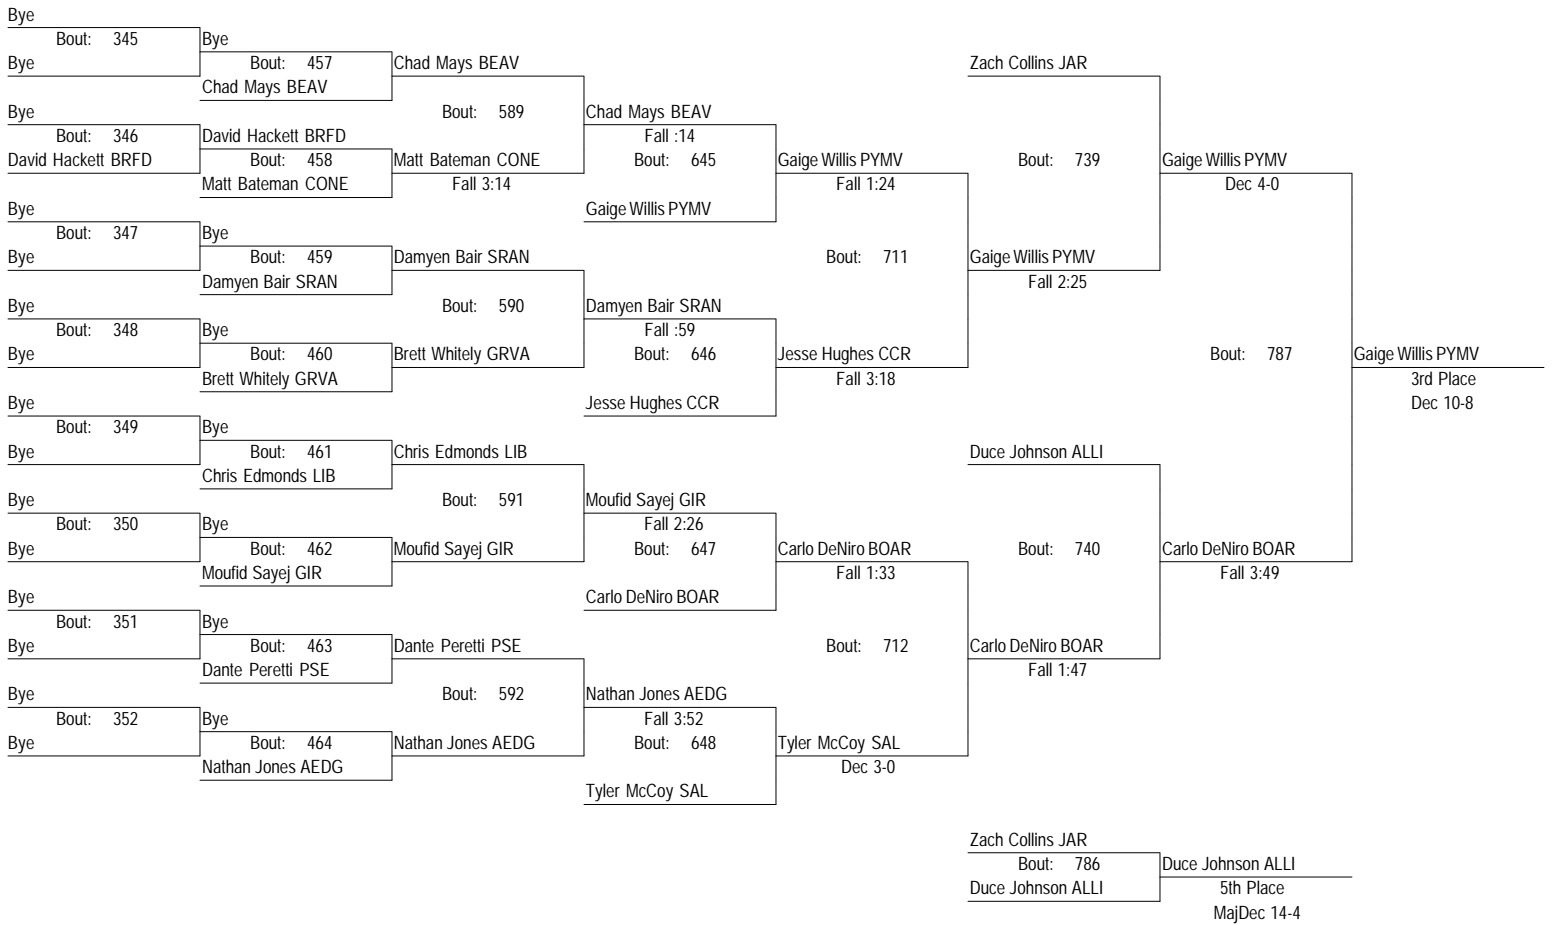 Bye
Bout: 345
Bye
Bye
Bout: 457
Chad Mays BEAV
Chad Mays BEAV
Bye
Bout: 346
David Hackett BRFD
David Hackett BRFD
Bout: 458
Matt Bateman CONE
Bout: 589
Matt Bateman CONE
Fall 3:14
Chad Mays BEAV
Fall :14
Bout: 645
Gaige Willis PYMV
Bye
Bout: 347
Bye
Bye
Bout: 459
Damyen Bair SRAN
Damyen Bair SRAN
Bye
Bout: 348
Bye
Bye
Bout: 460
Brett Whitely GRVA
Bout: 590
Brett Whitely GRVA
Damyen Bair SRAN
Fall :59
Bout: 646
Jesse Hughes CCR
Gaige Willis PYMV
Fall 1:24
Bout: 711
Jesse Hughes CCR
Fall 3:18
Zach Collins JAR
Bout: 739
Gaige Willis PYMV
Fall 2:25
Gaige Willis PYMV
Dec 4-0
Bye
Bout: 349
Bye
Bye
Bout: 461
Chris Edmonds LIB
Chris Edmonds LIB
Bye
Bout: 350
Bye
Bye
Bout: 462
Moufid Sayej GIR
Bout: 591
Moufid Sayej GIR
Moufid Sayej GIR
Fall 2:26
Bout: 647
Carlo DeNiro BOAR
Bye
Bout: 351
Bye
Bye
Bout: 463
Dante Peretti PSE
Dante Peretti PSE
Bye
Bout: 352
Bye
Bye
Bout: 464
Nathan Jones AEDG
Bout: 592
Nathan Jones AEDG
Nathan Jones AEDG
Fall 3:52
Bout: 648
Tyler McCoy SAL
Carlo DeNiro BOAR
Fall 1:33
Bout: 712
Tyler McCoy SAL
Dec 3-0
Duce Johnson ALLI
Bout: 740
Carlo DeNiro BOAR
Fall 1:47
Carlo DeNiro BOAR
Fall 3:49
Bout: 787
Gaige Willis PYMV
3rd Place
Dec 10-8
Zach Collins JAR
Bout: 786
Duce Johnson ALLI
Duce Johnson ALLI
5th Place
MajDec 14-4